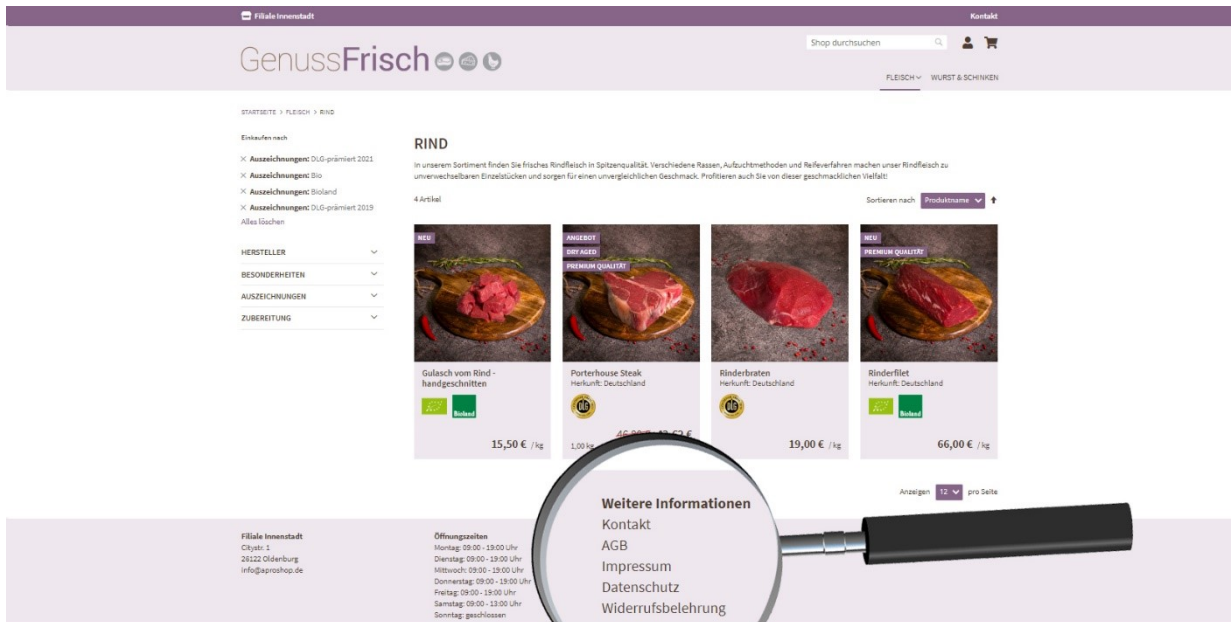 Filiale Innenstadt
Kontakt
GenussFrisch
Shop durchsuchen
FLEISCH
WURST & SCHINKEN
STARTSEITE > FLEISCH > RIND
Einkaufen nach
× Auszeichnungen: DLG-prämiert 2021
× Auszeichnungen: Bio
× Auszeichnungen: Bioland
× Auszeichnungen: DLG-prämiert 2019
Alles löschen
HERSTELLER
BESONDERHEITEN
AUSZEICHNUNGEN
ZUBEREITUNG
RIND
In unserem Sortiment finden Sie frisches Rindfleisch in Spitzenqualität. Verschiedene Rassen, Aufzuchtmethoden und Reifeverfahren machen unser Rindfleisch zu
unverwechselbaren Einzelstücken und sorgen für einen unvergleichlichen Geschmack. Profitieren auch Sie von dieser geschmacklichen Vielfalt!
4 Artikel
Sortieren nach Produktname
NEU
Gulasch vom Rind -
handgeschnitten
Bioland
15,50 € / kg
ANGEBOT
DRY AGED
PREMIUM QUALITÄT
Porterhouse Steak
Herkunft: Deutschland
DLG
1,00 kg
Rinderbraten
Herkunft: Deutschland
DLG
19,00 € / kg
NEU
PREMIUM QUALITÄT
Rinderfilet
Herkunft: Deutschland
Bioland
66,00 € / kg
Anzeigen 12 pro Seite
Filiale Innenstadt
Citystr. 1
26122 Oldenburg
info@aproshop.de
Öffnungszeiten
Montag: 09:00 - 19:00 Uhr
Dienstag: 09:00 - 19:00 Uhr
Mittwoch: 09:00 - 19:00 Uhr
Donnerstag: 09:00 - 19:00 Uhr
Freitag: 09:00 - 19:00 Uhr
Samstag: 09:00 - 13:00 Uhr
Sonntag: geschlossen
Weitere Informationen
Kontakt
AGB
Impressum
Datenschutz
Widerrufsbelehrung